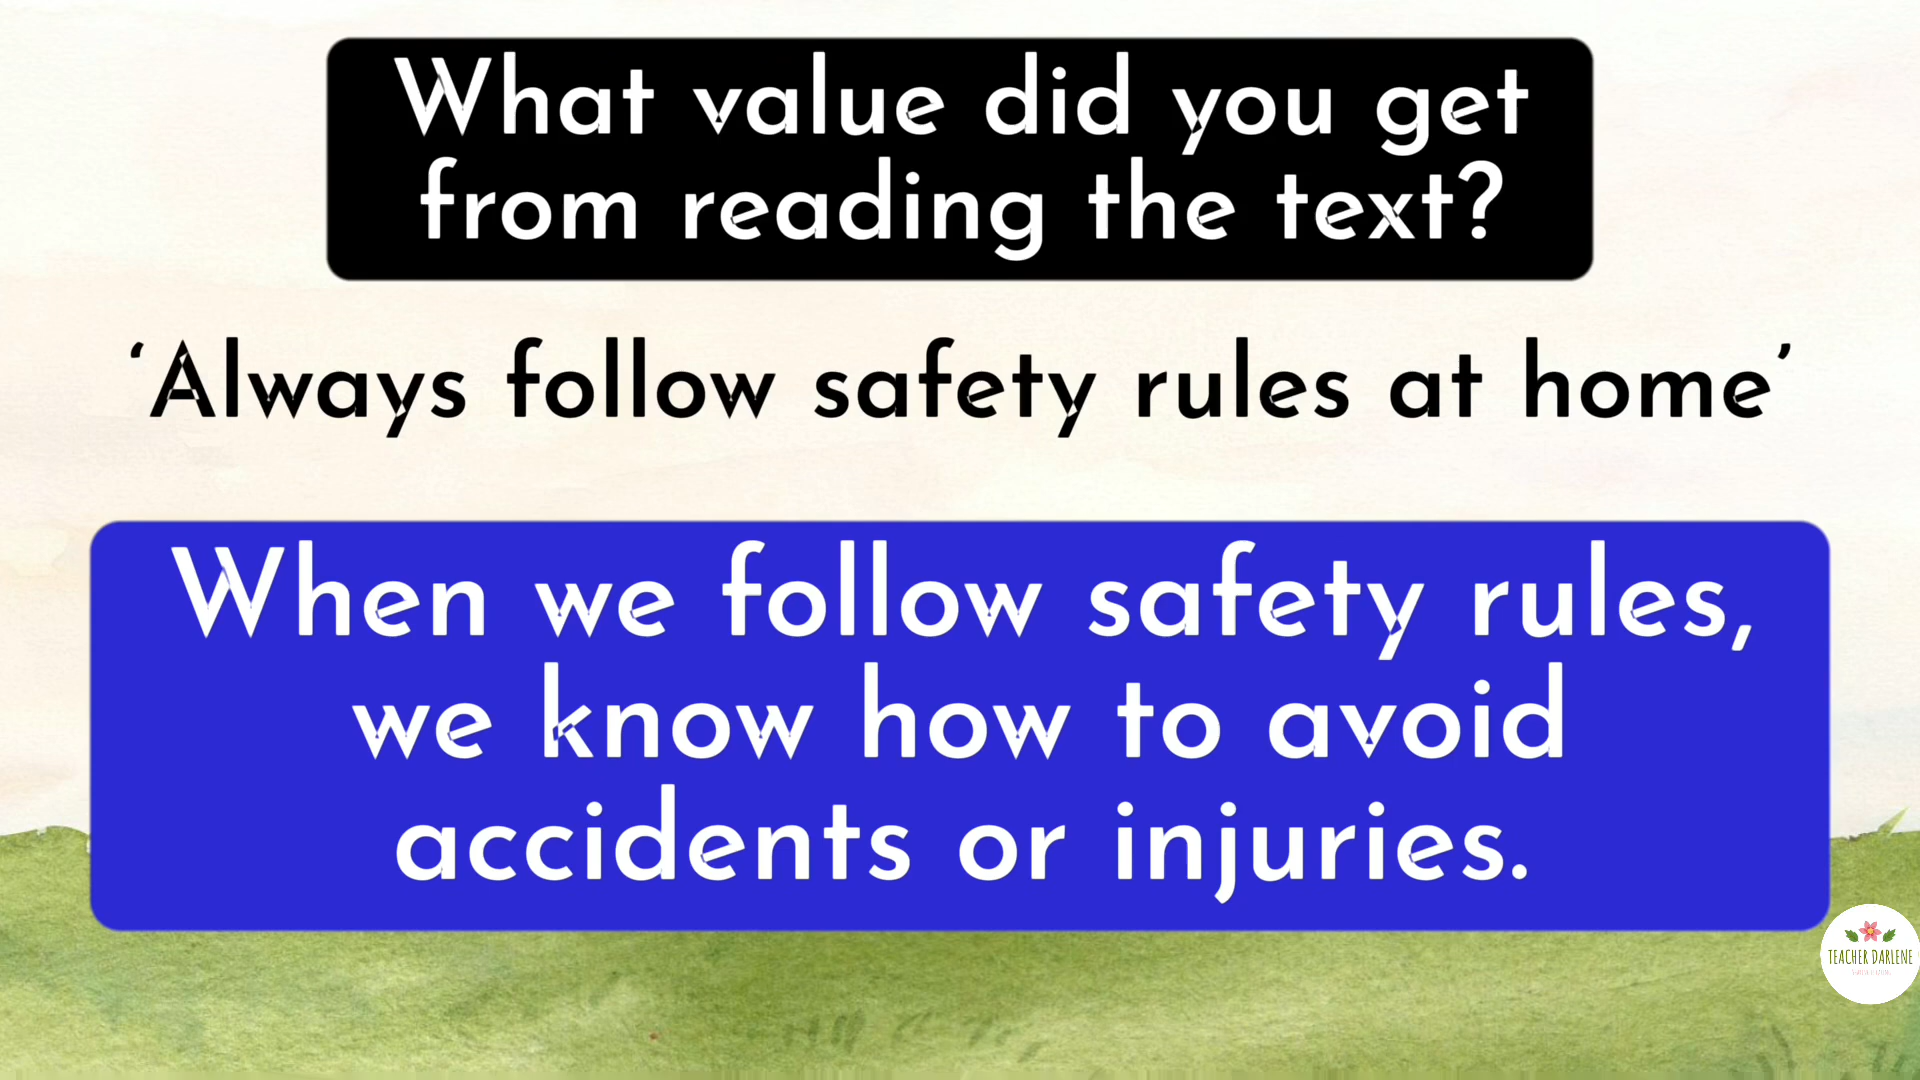 What value did you get
from reading the text?
‘Always follow safety rules at home’
When we follow safety rules,
we know how to avoid
accidents or injuries.
TEACHER DARLENE